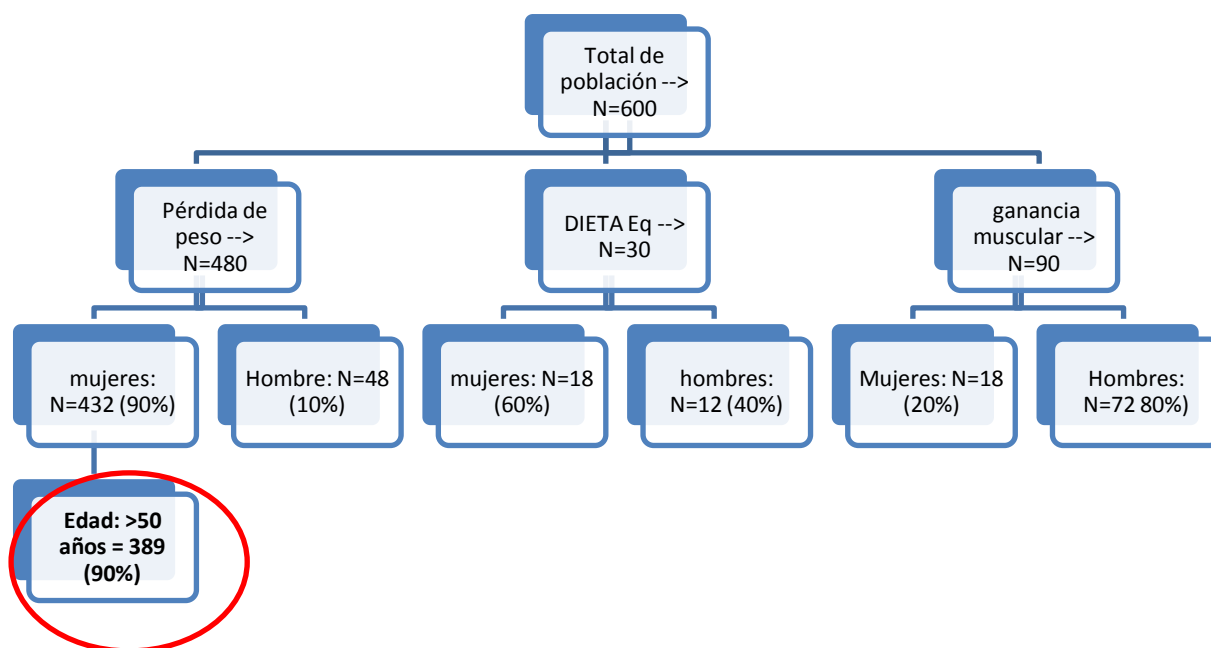 Total de
población -->
N=600
Pérdida de
peso -->
N=480
DIETA Eq -->
N=30
ganancia
muscular -->
N=90
mujeres:
N=432 (90%)
Hombre: N=48
(10%)
mujeres: N=18
(60%)
hombres:
N=12 (40%)
Mujeres: N=18
(20%)
Hombres:
N=72 80%)
Edad: >50
años = 389
(90%)